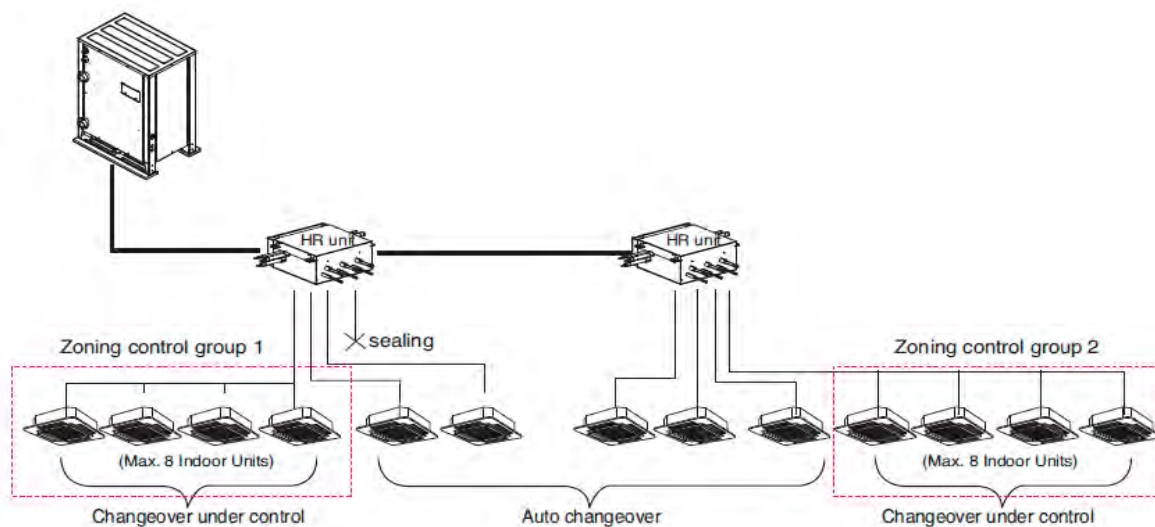 HR unit
HR unit
sealing
Zoning control group 1
Zoning control group 2
(Max. 8 Indoor Units)
(Max. 8 Indoor Units)
Changeover under control
Auto changeover
Changeover under control